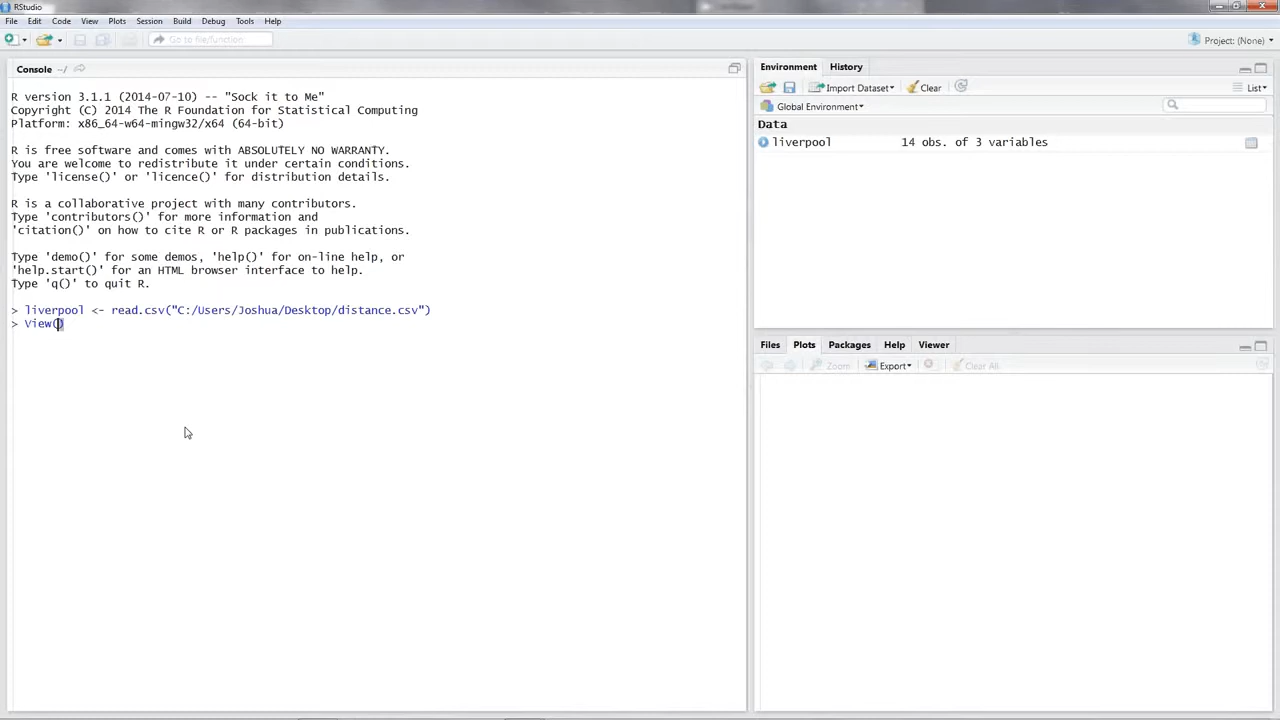 RStudio
File Edit Code View Plots Session Build Debug Tools Help
Go to file/function
Project: (None)
Console ~/
R version 3.1.1 (2014-07-10) -- "Sock it to Me"
Copyright (C) 2014 The R Foundation for Statistical Computing
Platform: x86_64-w64-mingw32/x64 (64-bit)
R is free software and comes with ABSOLUTELY NO WARRANTY.
You are welcome to redistribute it under certain conditions.
Type 'license()' or 'licence()' for distribution details.
R is a collaborative project with many contributors.
Type 'contributors()' for more information and
'citation()' on how to cite R or R packages in publications.
Type 'demo()' for some demos, 'help()' for on-line help, or
'help.start()' for an HTML browser interface to help.
Type 'q()' to quit R.
> liverpool <- read.csv("C:/Users/Joshua/Desktop/distance.csv")
> View()
Environment History
Import Dataset Clear List
Global Environment
Data
liverpool 14 obs. of 3 variables
Files Plots Packages Help Viewer
Zoom Export Clear All